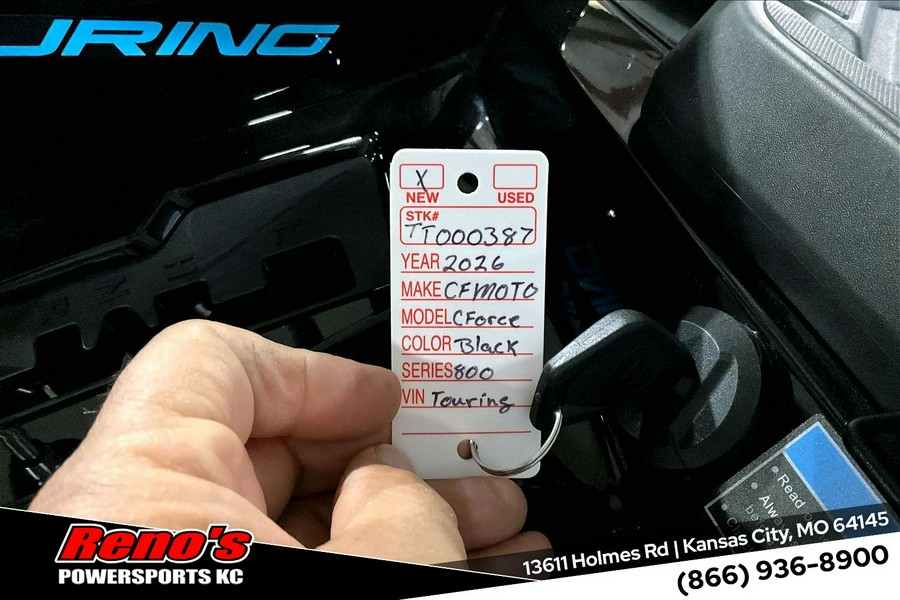 URING
X
NEW USED
STK#
TT000387
YEAR 2026
MAKE CFMOTO
MODEL CForce
COLOR Black
SERIES 800
VIN Touring
Read
Reno's
POWERSPORTS KC
13611 Holmes Rd | Kansas City, MO 64145
(866) 936-8900